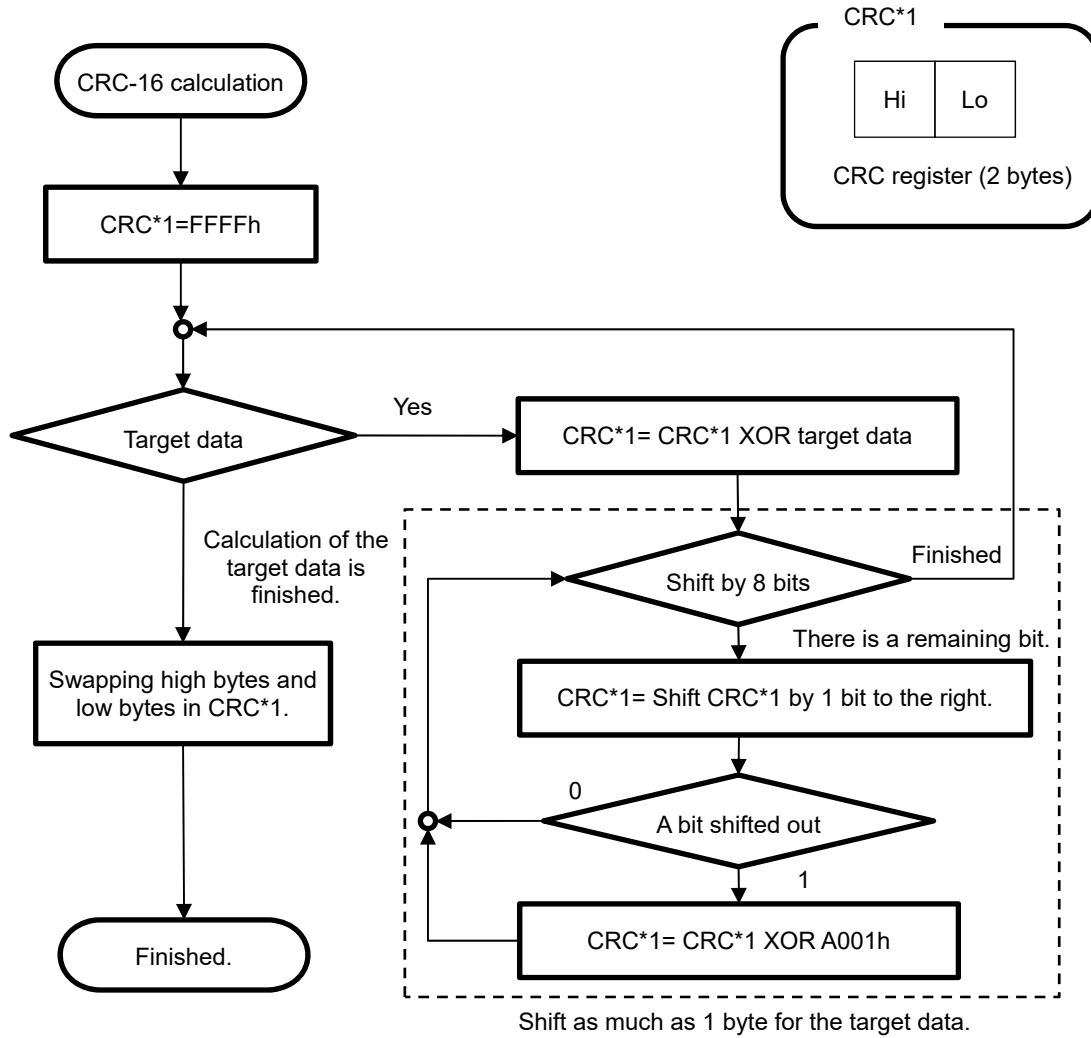 CRC*1
Hi
Lo
CRC register (2 bytes)
CRC-16 calculation
CRC*1=FFFFh
Target data
Yes
CRC*1= CRC*1 XOR target data
Calculation of the
target data is
finished.
Shift by 8 bits
Finished
There is a remaining bit.
Swapping high bytes and
low bytes in CRC*1.
CRC*1= Shift CRC*1 by 1 bit to the right.
0
A bit shifted out
1
CRC*1= CRC*1 XOR A001h
Finished.
Shift as much as 1 byte for the target data.